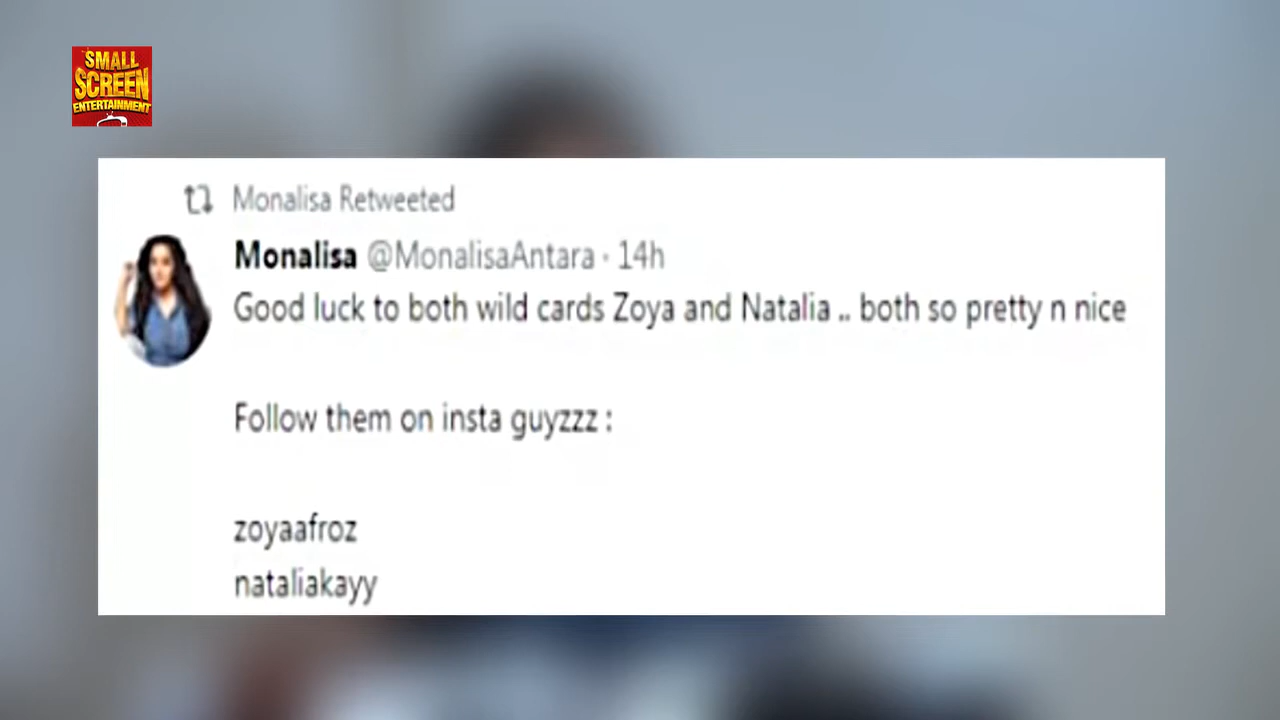 SMALL
SCREEN
ENTERTAINMENT
Monalisa Retweeted
Monalisa @MonalisaAntara · 14h
Good luck to both wild cards Zoya and Natalia .. both so pretty n nice
Follow them on insta guyzzz :
zoyaafroz
nataliakayy